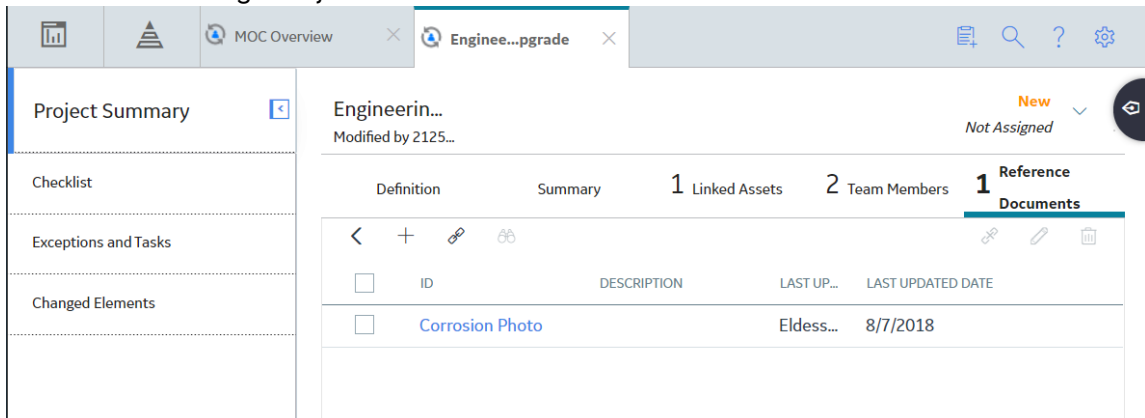 MOC Overview
Enginee...pgrade
?
Project Summary
Checklist
Exceptions and Tasks
Changed Elements
Engineerin...
Modified by 2125...
New
Not Assigned
Definition
Summary
1 Linked Assets
2 Team Members
1 Reference
Documents
ID
DESCRIPTION
LAST UP...
LAST UPDATED DATE
Corrosion Photo
Eldess...
8/7/2018